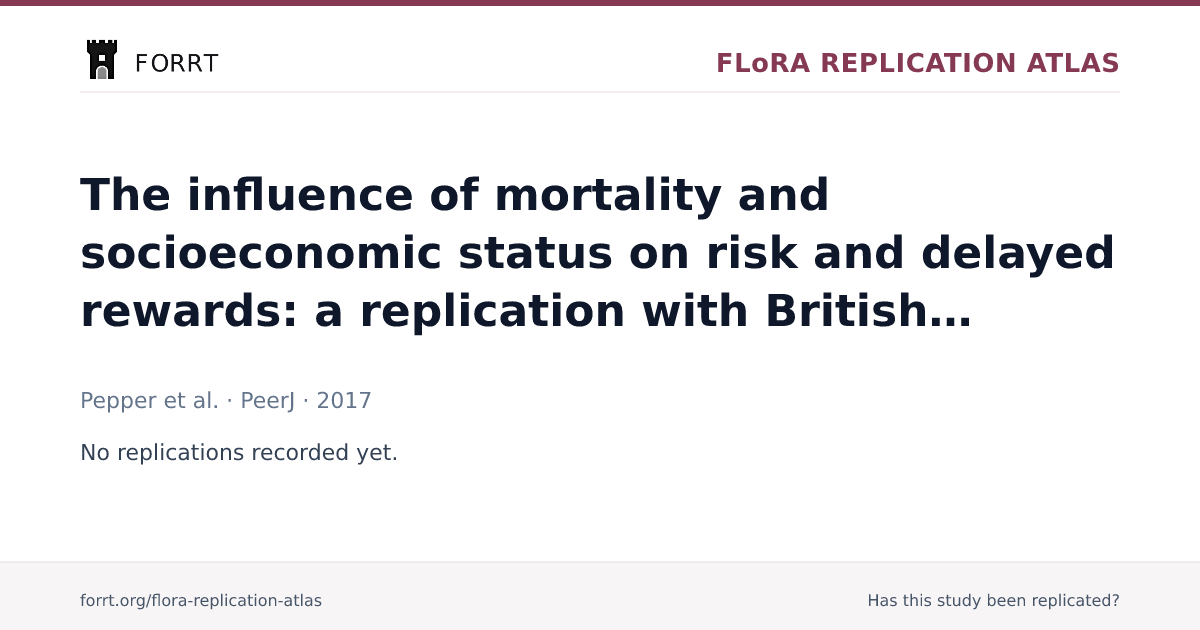 FORRT
FLoRA REPLICATION ATLAS
The influence of mortality and
socioeconomic status on risk and delayed
rewards: a replication with British…
Pepper et al. · PeerJ · 2017
No replications recorded yet.
forrt.org/flora-replication-atlas
Has this study been replicated?